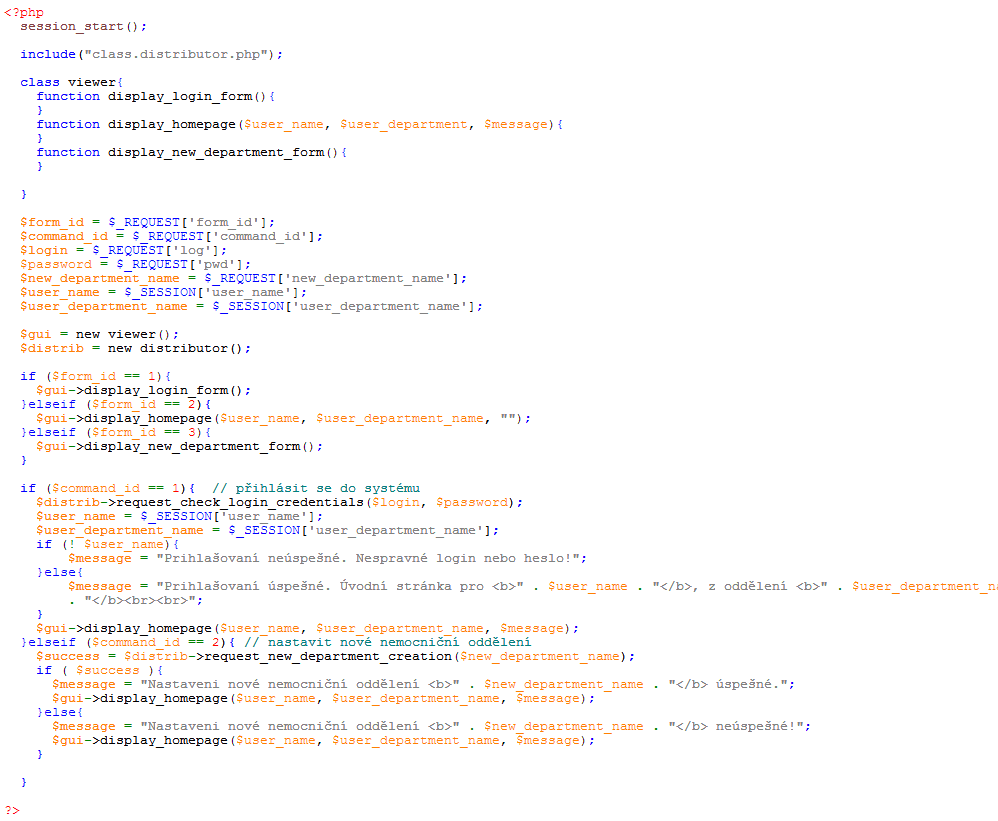 <?php
session_start();
include("class.distributor.php");
class viewer{
function display_login_form(){
}
function display_homepage($user_name, $user_department, $message){
}
function display_new_department_form(){
}
}
$form_id = $_REQUEST['form_id'];
$command_id = $_REQUEST['command_id'];
$login = $_REQUEST['log'];
$password = $_REQUEST['pwd'];
$new_department_name = $_REQUEST['new_department_name'];
$user_name = $_SESSION['user_name'];
$user_department_name = $_SESSION['user_department_name'];
$gui = new viewer();
$distrib = new distributor();
if ($form_id == 1){
$gui->display_login_form();
}elseif ($form_id == 2){
$gui->display_homepage($user_name, $user_department_name, "");
}elseif ($form_id == 3){
$gui->display_new_department_form();
}
if ($command_id == 1){ // přihlásit se do systému
$distrib->request_check_login_credentials($login, $password);
$user_name = $_SESSION['user_name'];
$user_department_name = $_SESSION['user_department_name'];
if (! $user_name){
$message = "Prihlašovaní neúspešné. Nespravné login nebo heslo!";
}else{
$message = "Prihlašovaní úspešné. Úvodní stránka pro <b>" . $user_name . "</b>, z oddělení <b>" . $user_department_na
. "</b><br><br>";
}
$gui->display_homepage($user_name, $user_department_name, $message);
}elseif ($command_id == 2){ // nastavit nové nemocniční oddělení
$success = $distrib->request_new_department_creation($new_department_name);
if ( $success ){
$message = "Nastaveni nové nemocniční oddělení <b>" . $new_department_name . "</b> úspešné.";
$gui->display_homepage($user_name, $user_department_name, $message);
}else{
$message = "Nastaveni nové nemocniční oddělení <b>" . $new_department_name . "</b> neúspešné!";
$gui->display_homepage($user_name, $user_department_name, $message);
}
}
?>